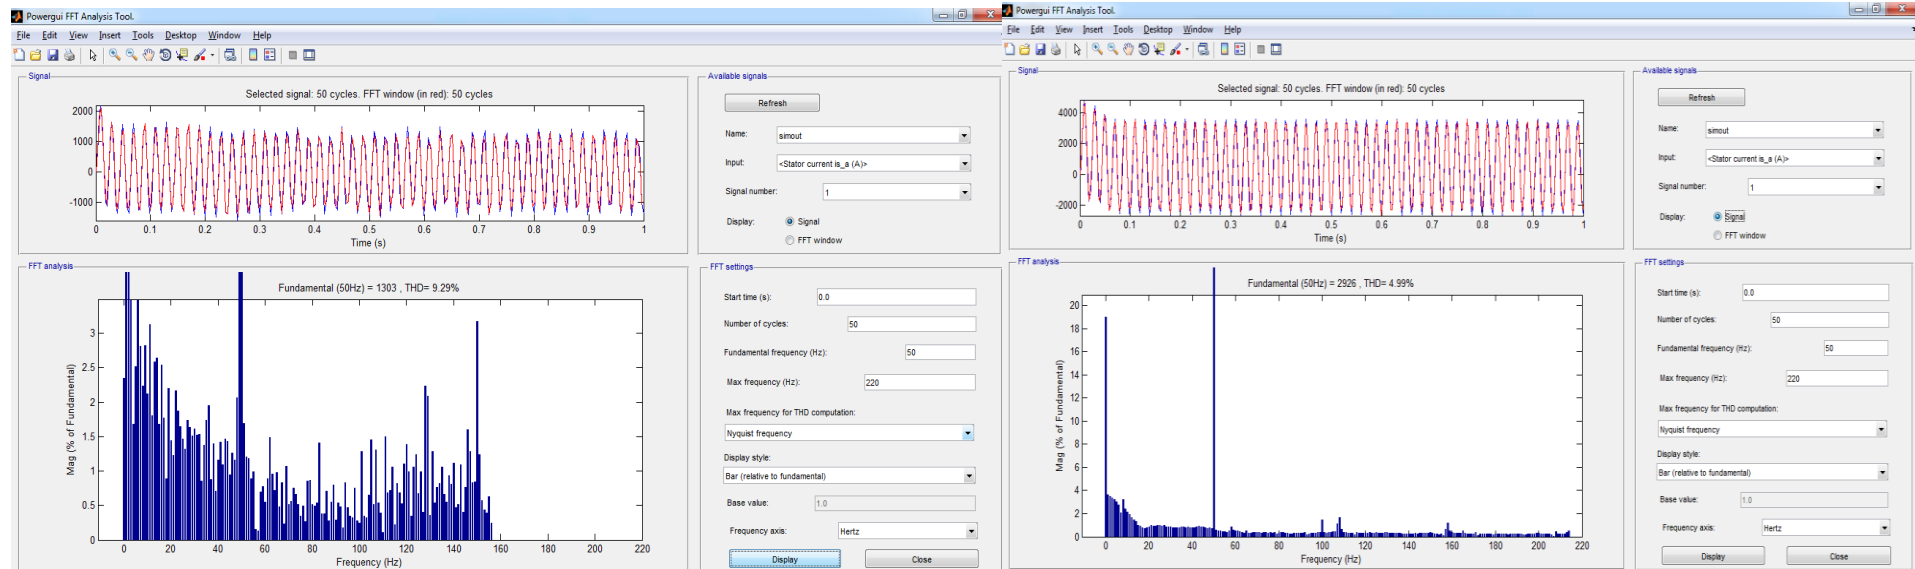 Powergui FFT Analysis Tool.
File Edit View Insert Tools Desktop Window Help
Signal
Selected signal: 50 cycles. FFT window (in red): 50 cycles
2000
1000
0
-1000
0 0.1 0.2 0.3 0.4 0.5 0.6 0.7 0.8 0.9 1
Time (s)
Available signals
Refresh
Name: simout
Input: <Stator current is_a (A)>
Signal number: 1
Display: Signal
FFT window
FFT analysis
Fundamental (50Hz) = 1303 , THD= 9.29%
Mag (% of Fundamental)
3
2.5
2
1.5
1
0.5
0
0 20 40 60 80 100 120 140 160 180 200 220
Frequency (Hz)
FFT settings
Start time (s): 0.0
Number of cycles: 50
Fundamental frequency (Hz): 50
Max frequency (Hz): 220
Max frequency for THD computation:
Nyquist frequency
Display style:
Bar (relative to fundamental)
Base value: 1.0
Frequency axis: Hertz
Display Close
Powergui FFT Analysis Tool.
File Edit View Insert Tools Desktop Window Help
Signal
Selected signal: 50 cycles. FFT window (in red): 50 cycles
4000
2000
0
-2000
0 0.1 0.2 0.3 0.4 0.5 0.6 0.7 0.8 0.9 1
Time (s)
Available signals
Refresh
Name: simout
Input: <Stator current is_a (A)>
Signal number: 1
Display: Signal
FFT window
FFT analysis
Fundamental (50Hz) = 2926 , THD= 4.99%
Mag (% of Fundamental)
20
18
16
14
12
10
8
6
4
2
0
0 20 40 60 80 100 120 140 160 180 200 220
Frequency (Hz)
FFT settings
Start time (s): 0.0
Number of cycles: 50
Fundamental frequency (Hz): 50
Max frequency (Hz): 220
Max frequency for THD computation:
Nyquist frequency
Display style:
Bar (relative to fundamental)
Base value: 1.0
Frequency axis: Hertz
Display Close